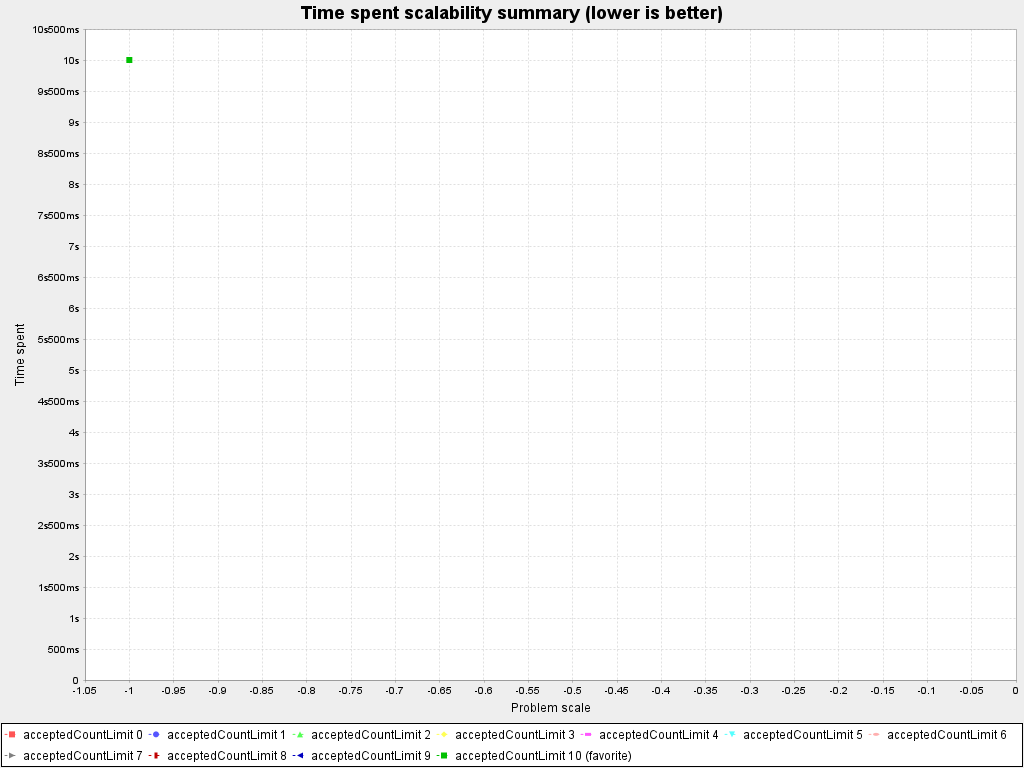 Time spent scalability summary (lower is better)
10s500ms
10s
9s500ms
9s
8s500ms
8s
7s500ms
7s
6s500ms
6s
5s500ms
5s
4s500ms
4s
3s500ms
3s
2s500ms
2s
1s500ms
1s
500ms
0
Time spent
-1.05 -1 -0.95 -0.9 -0.85 -0.8 -0.75 -0.7 -0.65 -0.6 -0.55 -0.5 -0.45 -0.4 -0.35 -0.3 -0.25 -0.2 -0.15 -0.1 -0.05 0
Problem scale
acceptedCountLimit 0 acceptedCountLimit 1 acceptedCountLimit 2 acceptedCountLimit 3 acceptedCountLimit 4 acceptedCountLimit 5 acceptedCountLimit 6
acceptedCountLimit 7 acceptedCountLimit 8 acceptedCountLimit 9 acceptedCountLimit 10 (favorite)